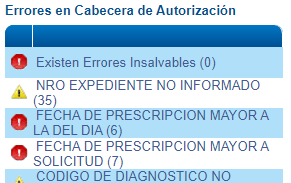 Errores en Cabecera de Autorización
Existen Errores Insalvables (0)
NRO EXPEDIENTE NO INFORMADO
(35)
FECHA DE PRESCRIPCION MAYOR A
LA DEL DIA (6)
FECHA DE PRESCRIPCION MAYOR A
SOLICITUD (7)
CODIGO DE DIAGNOSTICO NO